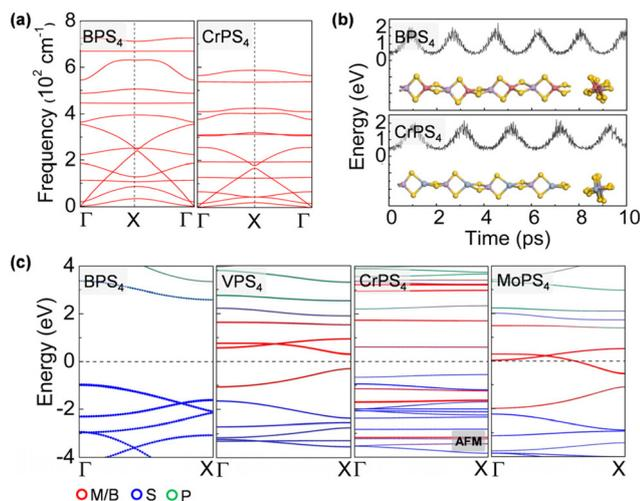 (a)
BPS₄
CrPS₄
Frequency (10² cm⁻¹)
8
6
4
2
0
Γ
X
Γ
Γ
X
Γ
(b)
BPS₄
2
1
0
CrPS₄
2
1
0
Energy (eV)
0
2
4
6
8
10
Time (ps)
(c)
BPS₄
VPS₄
CrPS₄
MoPS₄
Energy (eV)
4
2
0
-2
-4
AFM
Γ
X
Γ
X
Γ
X
Γ
X
M/B
S
P